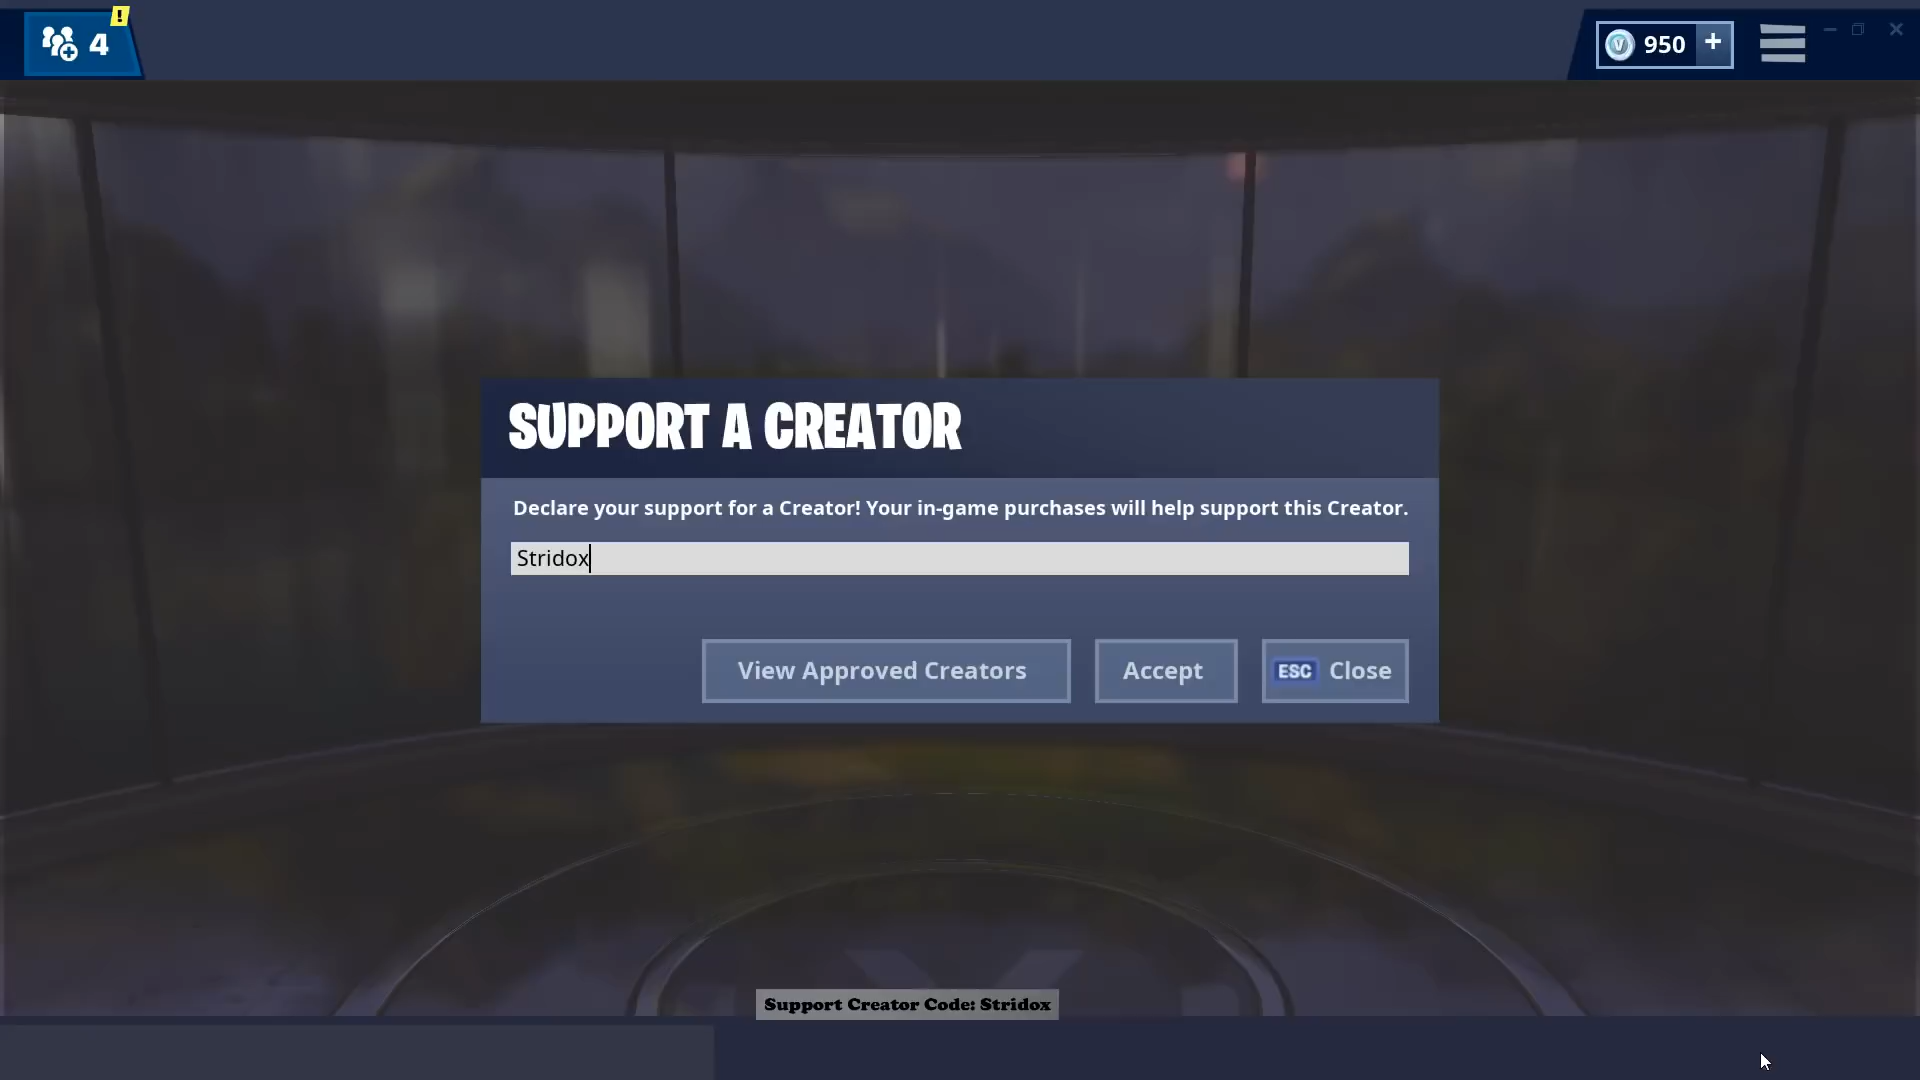 !
4
950 +
SUPPORT A CREATOR
Declare your support for a Creator! Your in-game purchases will help support this Creator.
Stridox
View Approved Creators
Accept
ESC Close
Support Creator Code: Stridox